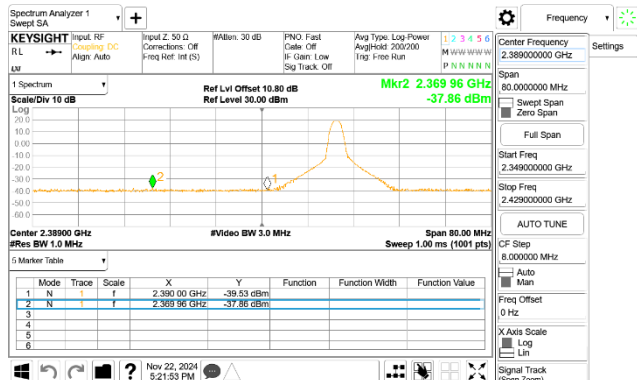 Spectrum Analyzer 1
Swept SA
Frequency
KEYSIGHT
RL
LXI
Input: RF
Coupling: DC
Align: Auto
Input Z: 50 Ω
Corrections: Off
Freq Ref: Int (S)
#Atten: 30 dB
PNO: Fast
Gate: Off
IF Gain: Low
Sig Track: Off
Avg Type: Log-Power
Avg|Hold: 200/200
Trig: Free Run
1 2 3 4 5 6
M W W W W W
P N N N N N
Center Frequency
2.389000000 GHz
Settings
Span
80.0000000 MHz
Swept Span
Zero Span
Full Span
Start Freq
2.349000000 GHz
Stop Freq
2.429000000 GHz
AUTO TUNE
CF Step
8.000000 MHz
Auto
Man
Freq Offset
0 Hz
X Axis Scale
Log
Lin
Signal Track
(Span Zoom)
1 Spectrum
Scale/Div 10 dB
Log
Ref Lvl Offset 10.80 dB
Ref Level 30.00 dBm
Mkr2 2.369 96 GHz
-37.86 dBm
20.0
10.0
0.00
-10.0
-20.0
-30.0
-40.0
-50.0
-60.0
2
1
Center 2.38900 GHz
#Res BW 1.0 MHz
#Video BW 3.0 MHz
Span 80.00 MHz
Sweep 1.00 ms (1001 pts)
5 Marker Table
Mode Trace Scale X Y Function Function Width Function Value
1 N 1 f 2.390 00 GHz -39.53 dBm
2 N 1 f 2.369 96 GHz -37.86 dBm
3
4
5
6
?
Nov 22, 2024
5:21:53 PM